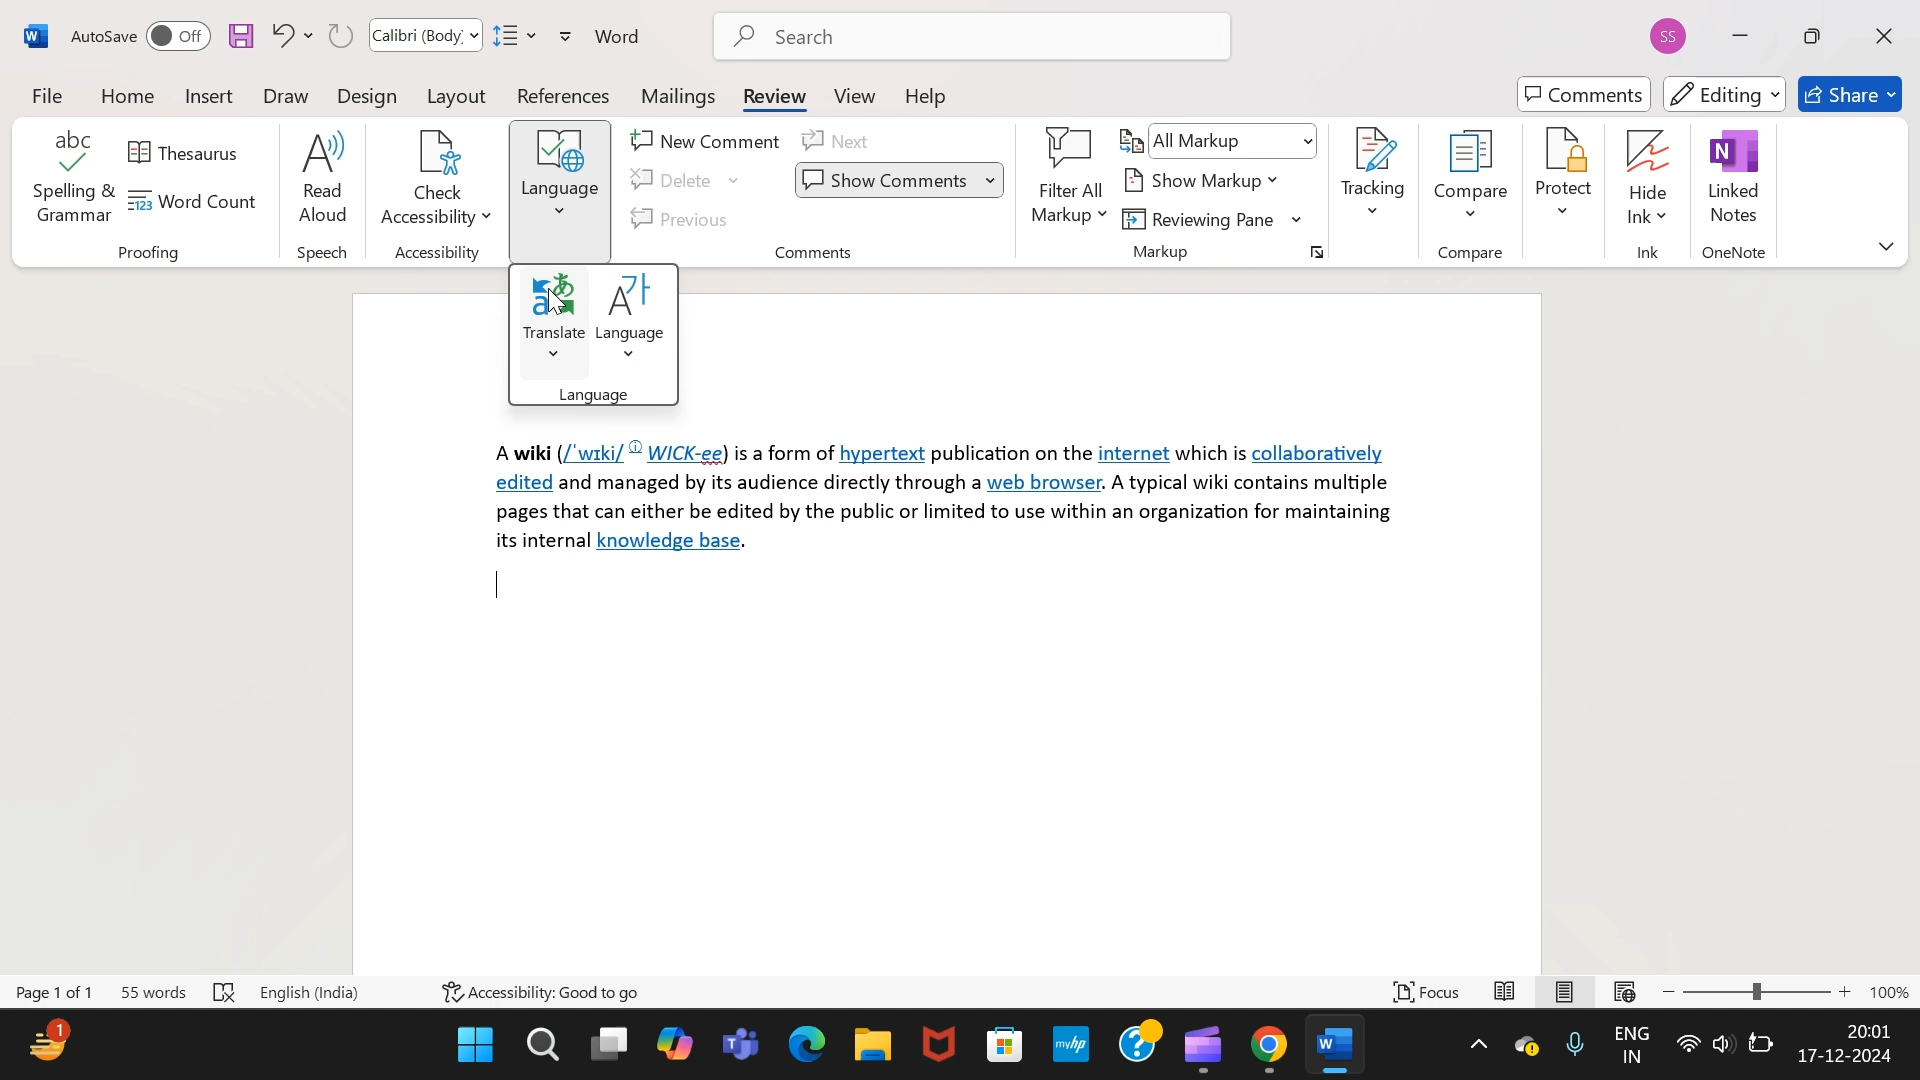 AutoSave Off Calibri (Body) Word Search SS
File Home Insert Draw Design Layout References Mailings Review View Help Comments Editing Share
abc Spelling & Grammar Thesaurus Word Count Proofing
Read Aloud Speech
Check Accessibility Accessibility
Language
New Comment Next
Delete Show Comments
Previous
Comments
Filter All Markup All Markup
Show Markup
Reviewing Pane
Markup
Tracking
Compare
Compare
Protect
Hide Ink
Ink
N Linked Notes
OneNote
Translate Language
Language
A wiki (/ˈwɪki/ ⓘ WICK-ee) is a form of hypertext publication on the internet which is collaboratively
edited and managed by its audience directly through a web browser. A typical wiki contains multiple
pages that can either be edited by the public or limited to use within an organization for maintaining
its internal knowledge base.
Page 1 of 1 55 words English (India) Accessibility: Good to go Focus 100%
1 myhp ENG IN 20:01
17-12-2024